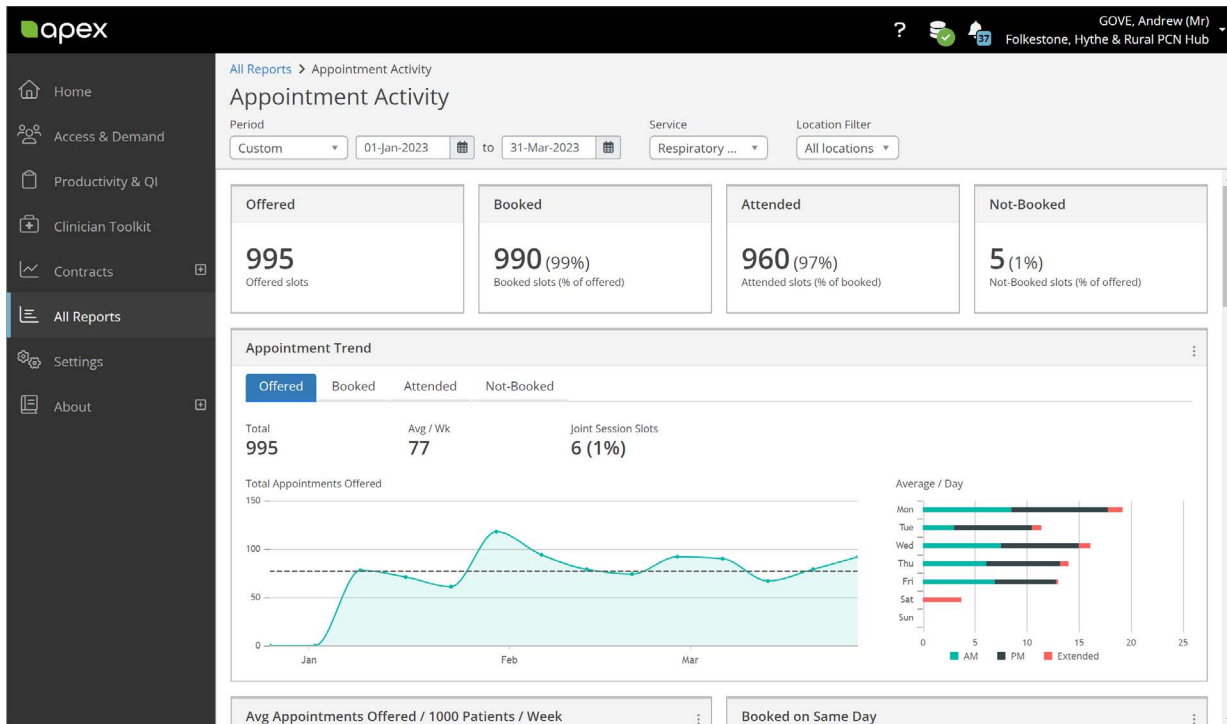 apex
?
37
GOVE, Andrew (Mr)
Folkestone, Hythe & Rural PCN Hub
Home
Access & Demand
Productivity & QI
Clinician Toolkit
Contracts
All Reports
Settings
About
All Reports > Appointment Activity
Appointment Activity
Period
Service
Location Filter
Custom 01-Jan-2023 to 31-Mar-2023 Respiratory ... All locations
Offered
995
Offered slots
Booked
990 (99%)
Booked slots (% of offered)
Attended
960 (97%)
Attended slots (% of booked)
Not-Booked
5 (1%)
Not-Booked slots (% of offered)
Appointment Trend
Offered Booked Attended Not-Booked
Total
995
Avg / Wk
77
Joint Session Slots
6 (1%)
Total Appointments Offered
150
100
50
0
Jan Feb Mar
Average / Day
Mon
Tue
Wed
Thu
Fri
Sat
Sun
0 5 10 15 20 25
AM PM Extended
Avg Appointments Offered / 1000 Patients / Week
Booked on Same Day